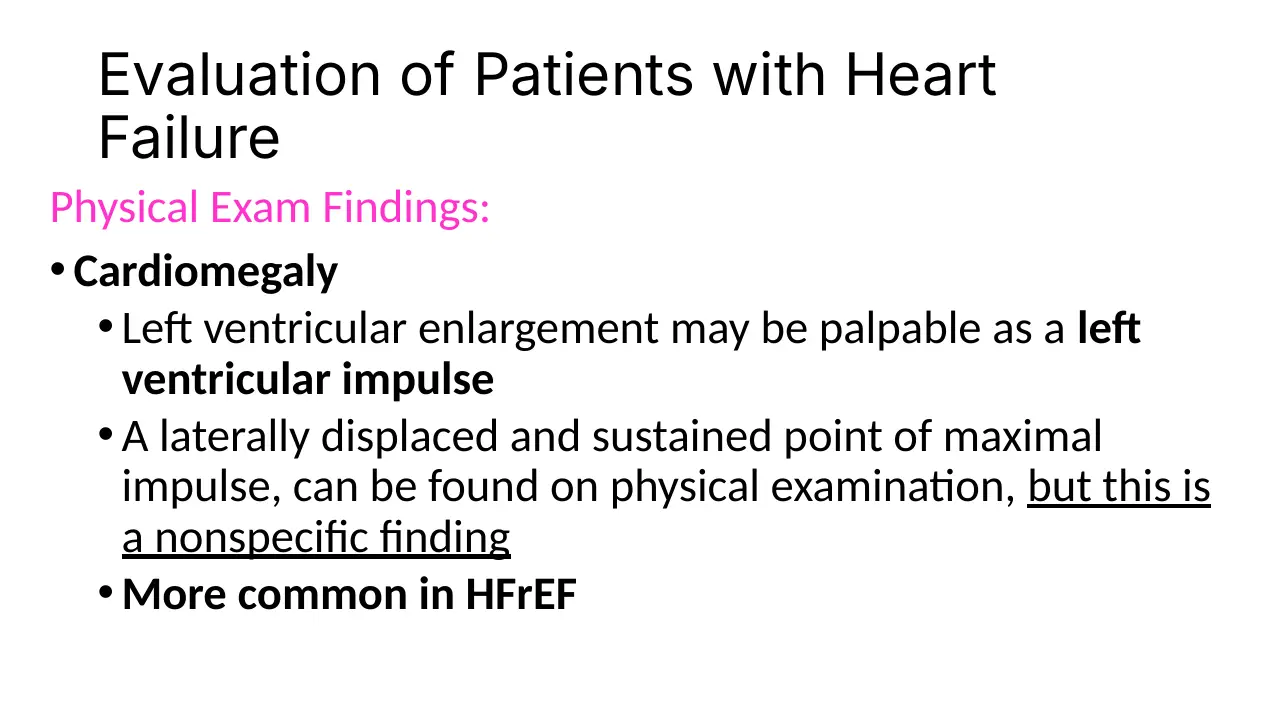 Evaluation of Patients with Heart
Failure
Physical Exam Findings:
• Cardiomegaly
• Left ventricular enlargement may be palpable as a left
ventricular impulse
• A laterally displaced and sustained point of maximal
impulse, can be found on physical examination, but this is
a nonspecific finding
• More common in HFrEF